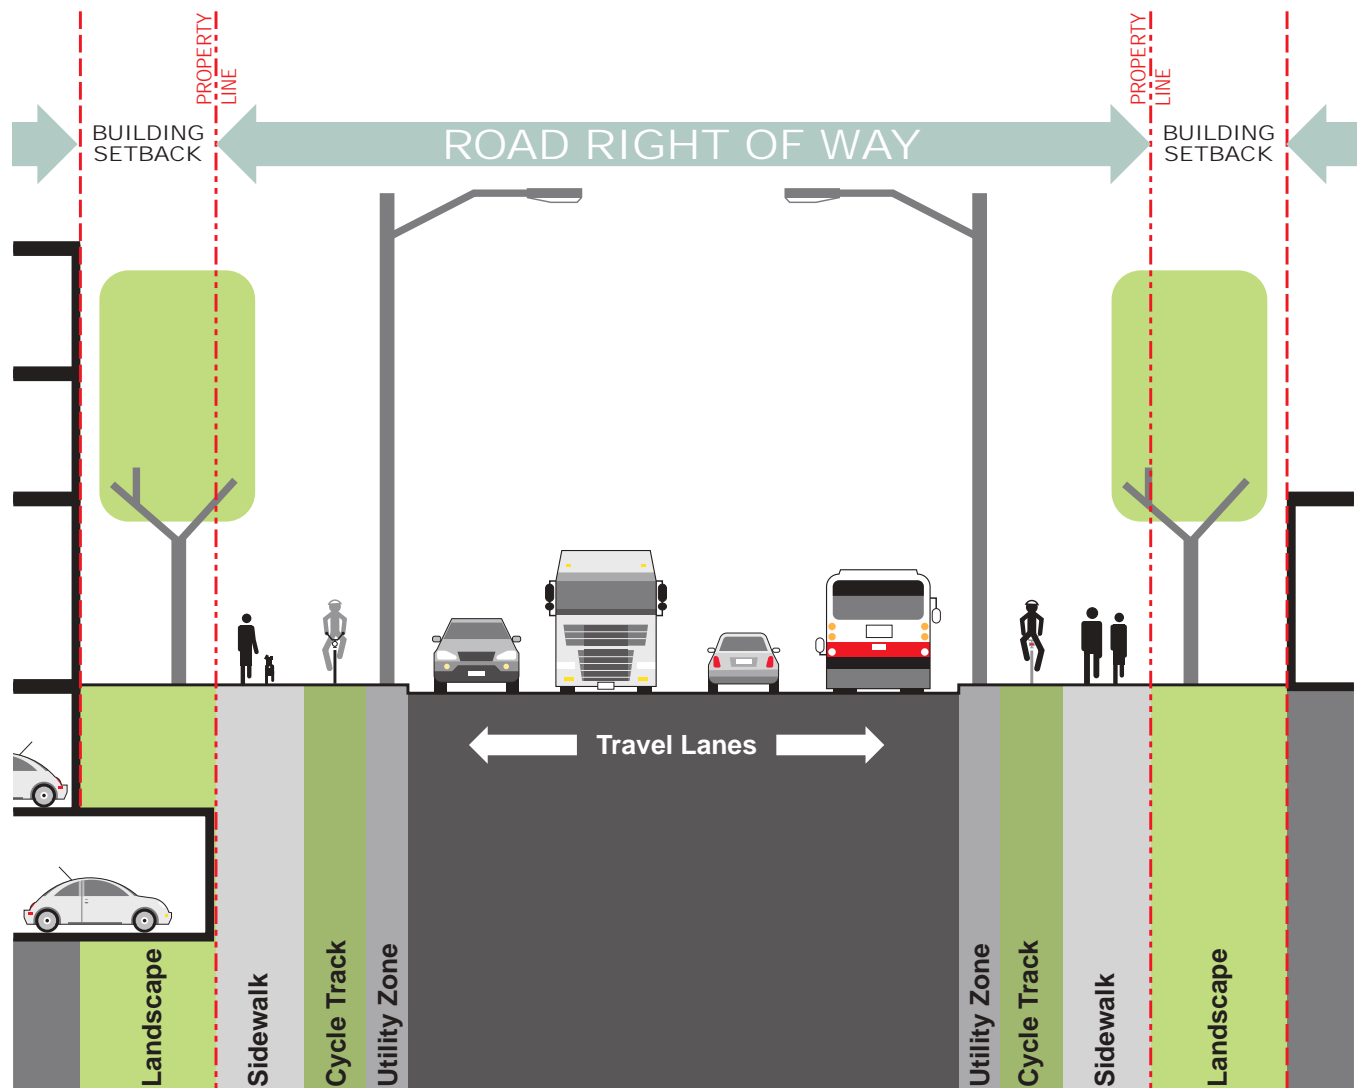 PROPERTY
LINE
PROPERTY
LINE
BUILDING
SETBACK
ROAD RIGHT OF WAY
BUILDING
SETBACK
Travel Lanes
Landscape
Sidewalk
Cycle Track
Utility Zone
Utility Zone
Cycle Track
Sidewalk
Landscape